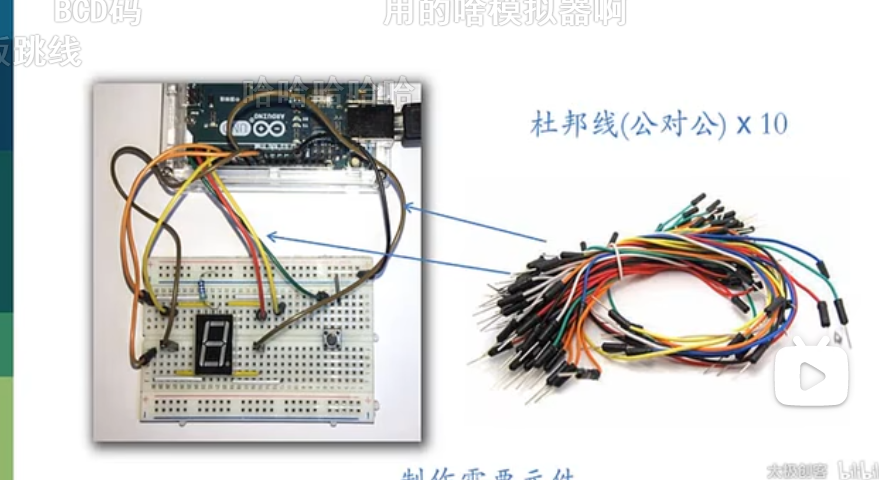 BCD码
用的啥模拟器啊
跳线
哈哈哈哈哈
ARDUINO
UNO
杜邦线(公对公) x 10
制作需要元件
太极创客
bilibili